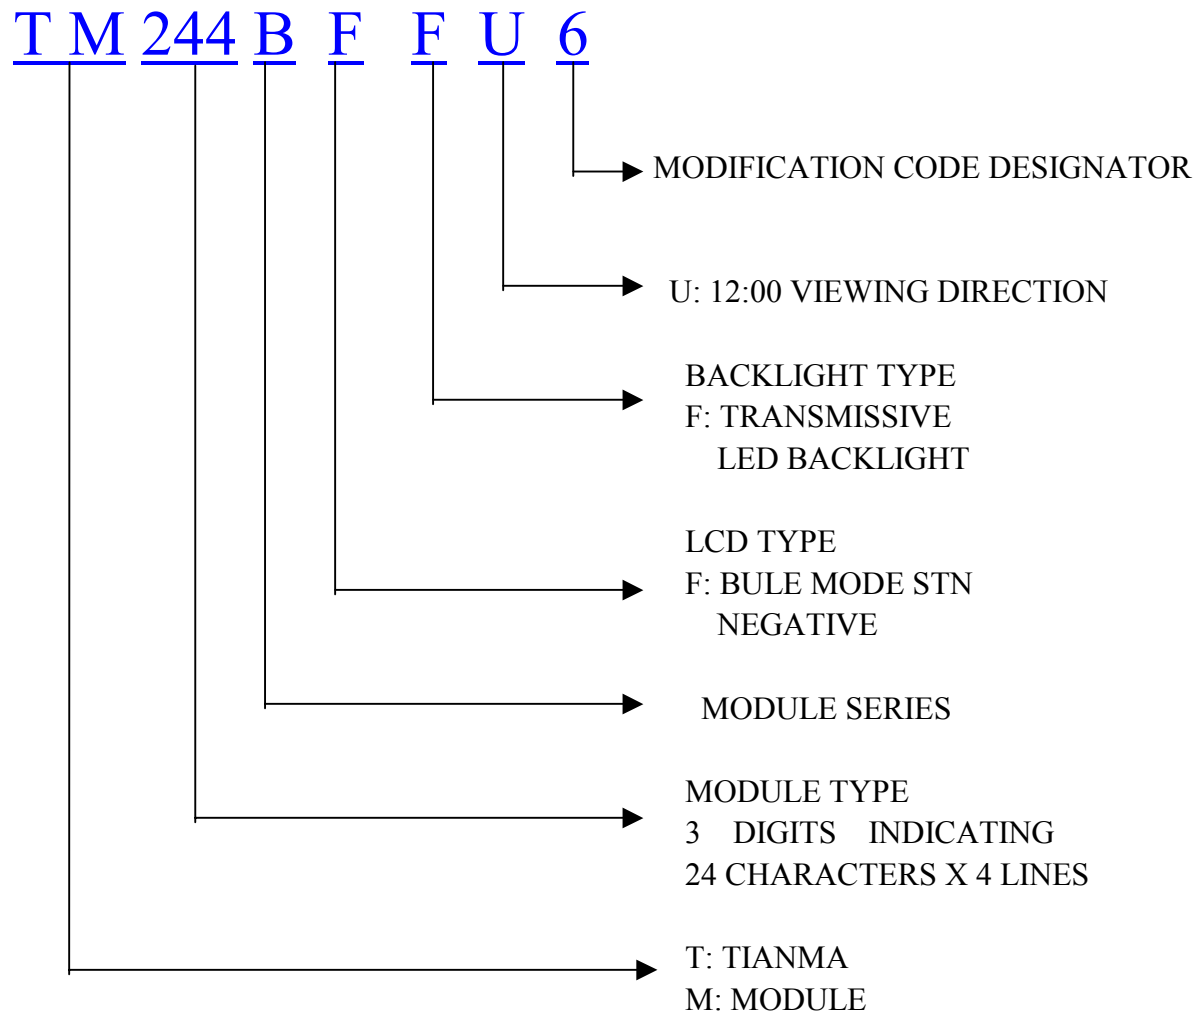 T M 244 B F F U 6
MODIFICATION CODE DESIGNATOR
U: 12:00 VIEWING DIRECTION
BACKLIGHT TYPE
F: TRANSMISSIVE
LED BACKLIGHT
LCD TYPE
F: BULE MODE STN
NEGATIVE
MODULE SERIES
MODULE TYPE
3 DIGITS INDICATING
24 CHARACTERS X 4 LINES
T: TIANMA
M: MODULE